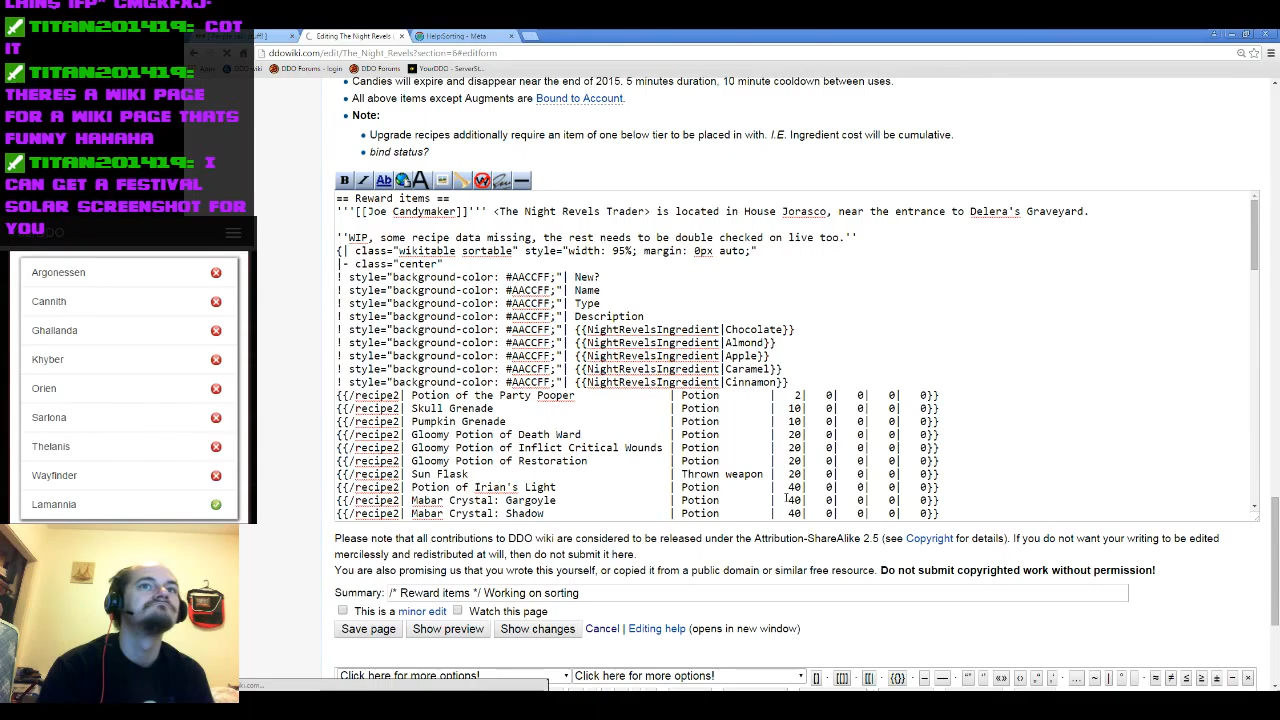 TITAN201419: GOT
IT
TITAN201419:
THERES A WIKI PAGE
FOR A WIKI PAGE THATS
FUNNY HAHAHA
TITAN201419: I
CAN GET A FESTIVAL
SOLAR SCREENSHOT FOR
YOU
Argonessen
Cannith
Ghallanda
Khyber
Orien
Sarlona
Thelanis
Wayfinder
Lamannia
Editing The Night Revels
Help:Sorting - Meta
ddowiki.com/edit/The_Night_Revels?section=6#editform
DDO wiki
DDO Forums - login
DDO Forums
YourDDO - ServerSt...
Candies will expire and disappear near the end of 2015. 5 minutes duration, 10 minute cooldown between uses.
All above items except Augments are Bound to Account.
Note:
Upgrade recipes additionally require an item of one below tier to be placed in with. I.E. Ingredient cost will be cumulative.
bind status?
B I Ab A
== Reward items ==
'''[[Joe Candymaker]]''' <The Night Revels Trader> is located in House Jorasco, near the entrance to Delera's Graveyard.
''WIP, some recipe data missing, the rest needs to be double checked on live too.''
{| class="wikitable sortable" style="width: 95%; margin: 0px auto;"
|- class="center"
! style="background-color: #AACCFF;"| New?
! style="background-color: #AACCFF;"| Name
! style="background-color: #AACCFF;"| Type
! style="background-color: #AACCFF;"| Description
! style="background-color: #AACCFF;"| {{NightRevelsIngredient|Chocolate}}
! style="background-color: #AACCFF;"| {{NightRevelsIngredient|Almond}}
! style="background-color: #AACCFF;"| {{NightRevelsIngredient|Apple}}
! style="background-color: #AACCFF;"| {{NightRevelsIngredient|Caramel}}
! style="background-color: #AACCFF;"| {{NightRevelsIngredient|Cinnamon}}
{{/recipe2| Potion of the Party Pooper | Potion | 2| 0| 0| 0| 0}}
{{/recipe2| Skull Grenade | Potion | 10| 0| 0| 0| 0}}
{{/recipe2| Pumpkin Grenade | Potion | 10| 0| 0| 0| 0}}
{{/recipe2| Gloomy Potion of Death Ward | Potion | 20| 0| 0| 0| 0}}
{{/recipe2| Gloomy Potion of Inflict Critical Wounds | Potion | 20| 0| 0| 0| 0}}
{{/recipe2| Gloomy Potion of Restoration | Potion | 20| 0| 0| 0| 0}}
{{/recipe2| Sun Flask | Thrown weapon | 20| 0| 0| 0| 0}}
{{/recipe2| Potion of Irian's Light | Potion | 40| 0| 0| 0| 0}}
{{/recipe2| Mabar Crystal: Gargoyle | Potion | 40| 0| 0| 0| 0}}
{{/recipe2| Mabar Crystal: Shadow | Potion | 40| 0| 0| 0| 0}}
Please note that all contributions to DDO wiki are considered to be released under the Attribution-ShareAlike 2.5 (see Copyright for details). If you do not want your writing to be edited
mercilessly and redistributed at will, then do not submit it here.
You are also promising us that you wrote this yourself, or copied it from a public domain or similar free resource. Do not submit copyrighted work without permission!
Summary: /* Reward items */ Working on sorting
This is a minor edit Watch this page
Save page Show preview Show changes Cancel | Editing help (opens in new window)
Click here for more options! Click here for more options!